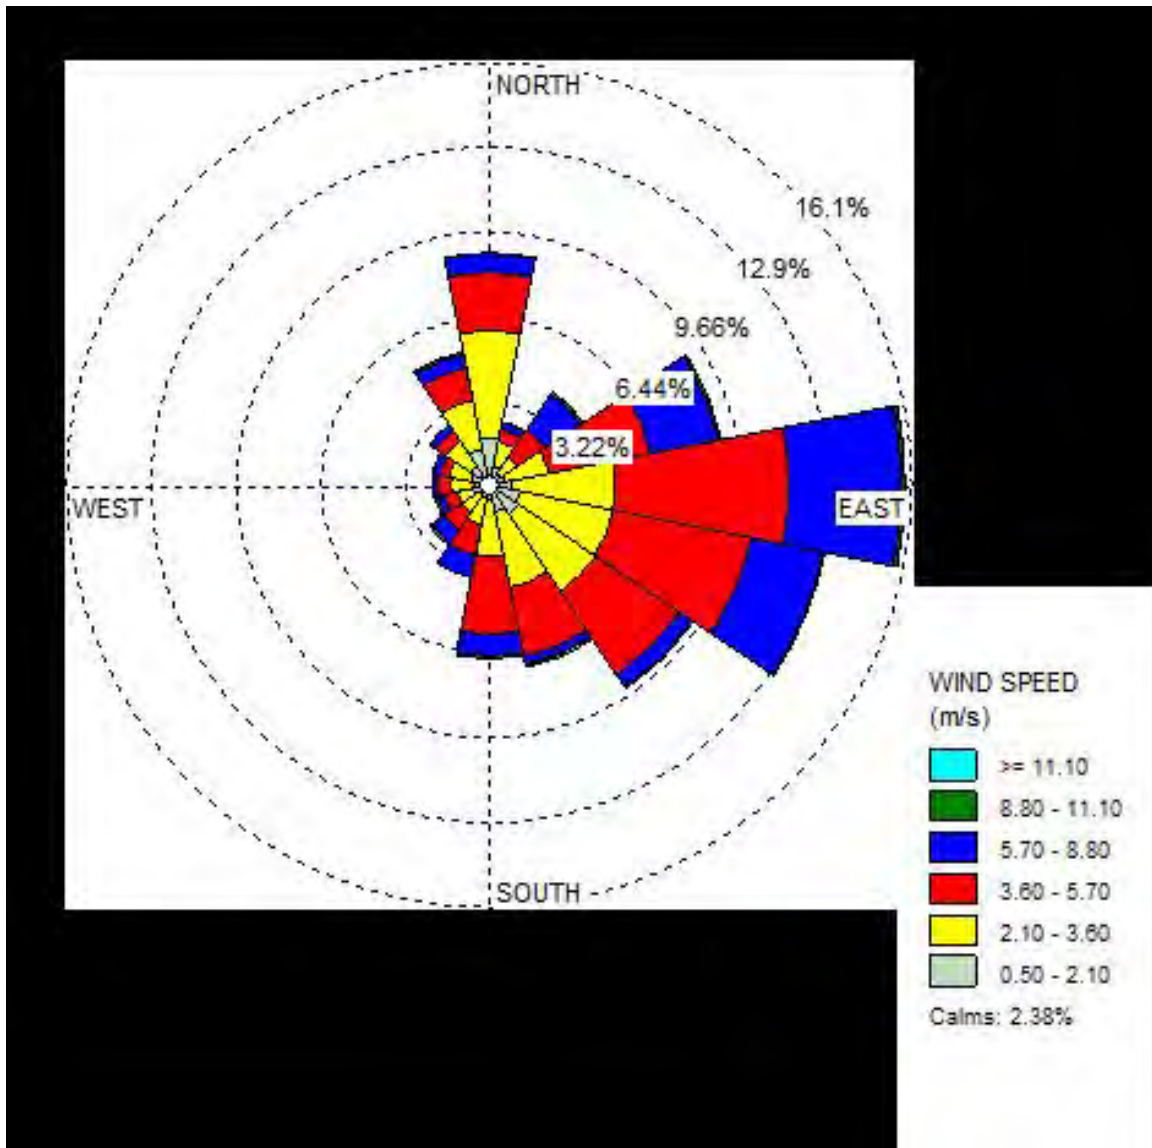 NORTH
16.1%
12.9%
9.66%
6.44%
3.22%
WEST
EAST
SOUTH
WIND SPEED
(m/s)
>= 11.10
8.80 - 11.10
5.70 - 8.80
3.60 - 5.70
2.10 - 3.60
0.50 - 2.10
Calms: 2.38%